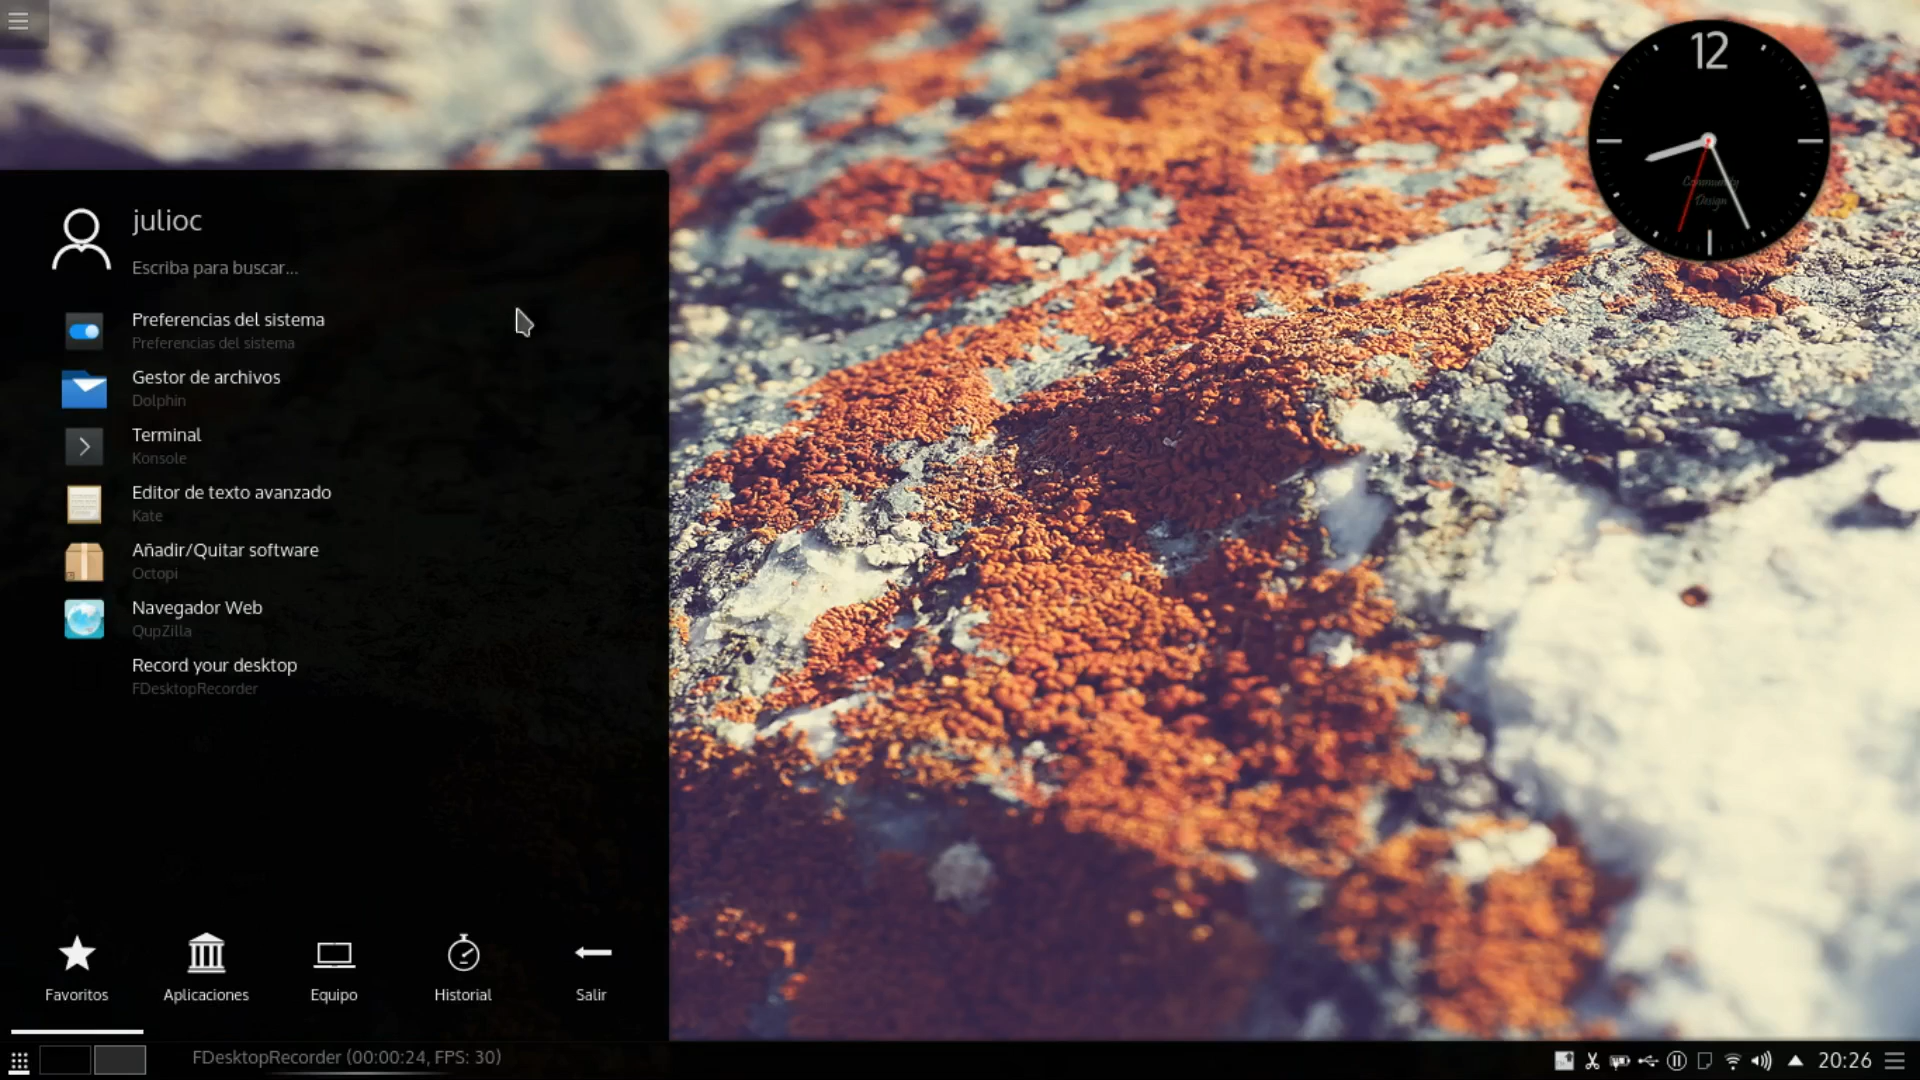 julioc
Escriba para buscar...
Preferencias del sistema
Preferencias del sistema
Gestor de archivos
Dolphin
Terminal
Konsole
Editor de texto avanzado
Kate
Añadir/Quitar software
Octopi
Navegador Web
QupZilla
Record your desktop
FDesktopRecorder
Favoritos
Aplicaciones
Equipo
Historial
Salir
FDesktopRecorder (00:00:24, FPS: 30)
20:26
12
Community
Design